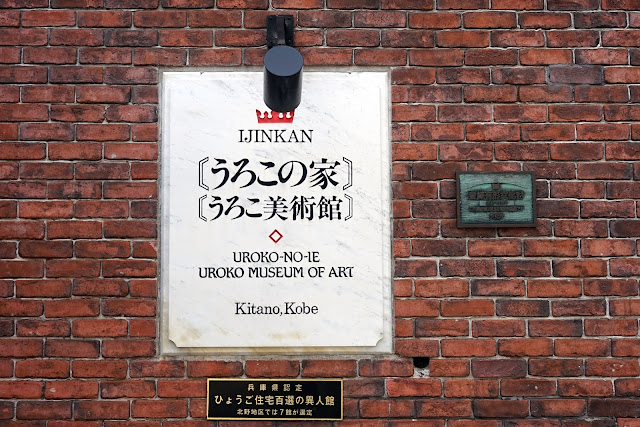 IJINKAN
〔うろこの家〕
〔うろこ美術館〕
UROKO-NO-IE
UROKO MUSEUM OF ART
Kitano, Kobe
兵庫県認定
ひょうご住宅百選の異人館
北野地区では7館が選定